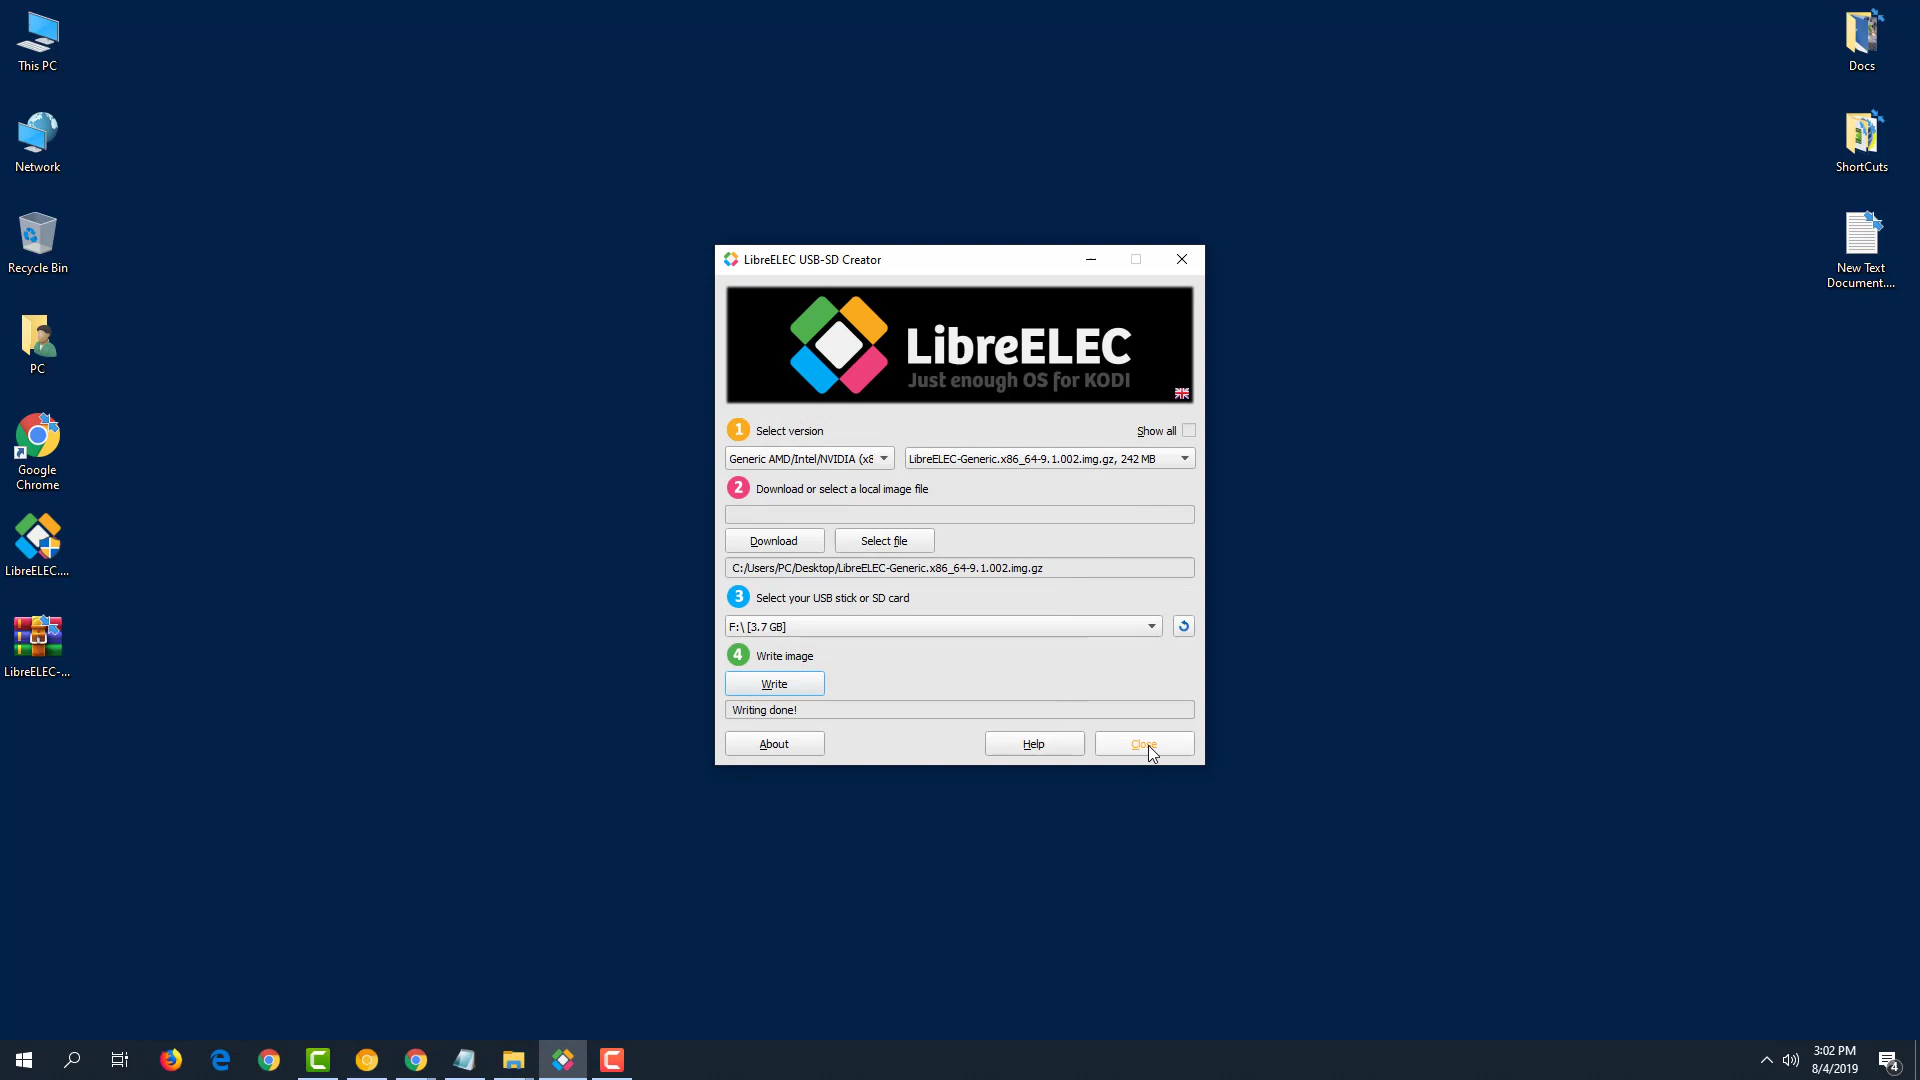 This PC
Network
Recycle Bin
PC
Google
Chrome
LibreELEC....
LibreELEC-...
Docs
ShortCuts
New Text
Document....
LibreELEC USB-SD Creator
LibreELEC
Just enough OS for KODI
1 Select version
Show all
Generic AMD/Intel/NVIDIA (x8
LibreELEC-Generic.x86_64-9.1.002.img.gz, 242 MB
2 Download or select a local image file
Download
Select file
C:/Users/PC/Desktop/LibreELEC-Generic.x86_64-9.1.002.img.gz
3 Select your USB stick or SD card
F:\ [3.7 GB]
4 Write image
Write
Writing done!
About
Help
Close
3:02 PM
8/4/2019
4